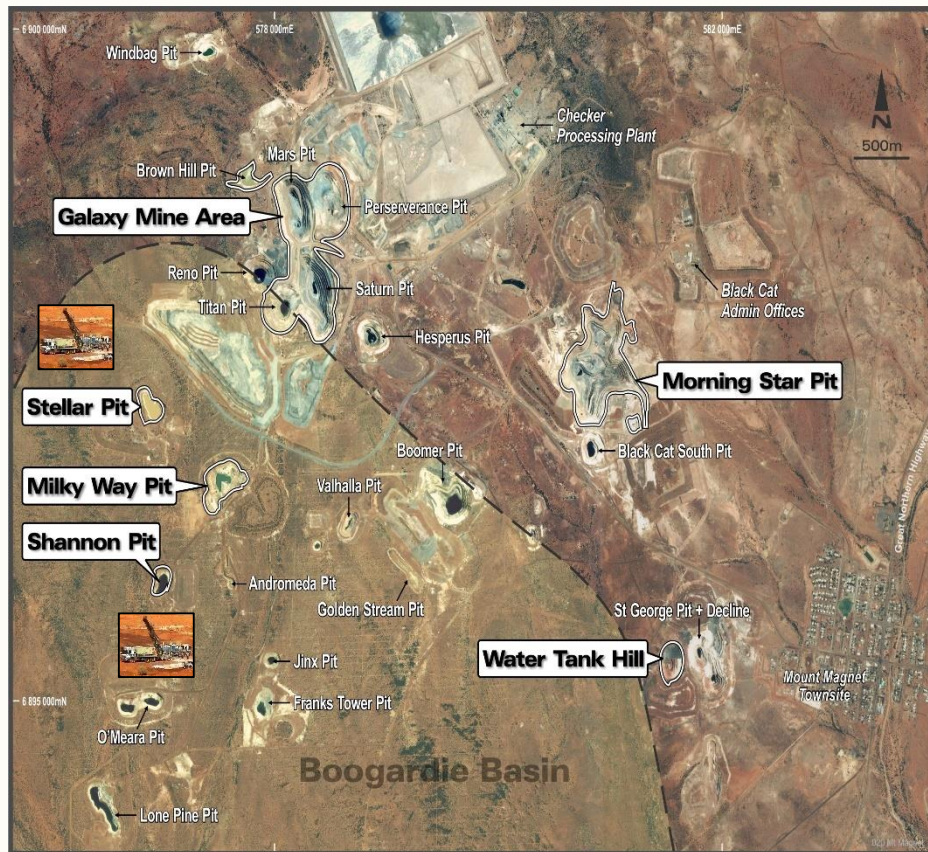 6 900 000mN
578 000mE
582 000mE
Windbag Pit
N
500m
Checker
Processing Plant
Mars Pit
Brown Hill Pit
Perserverance Pit
Galaxy Mine Area
Reno Pit
Saturn Pit
Titan Pit
Black Cat
Admin Offices
Hesperus Pit
Morning Star Pit
Stellar Pit
Boomer Pit
Black Cat South Pit
Milky Way Pit
Valhalla Pit
Great Northern Highway
Shannon Pit
Andromeda Pit
Golden Stream Pit
St George Pit + Decline
Jinx Pit
Water Tank Hill
Mount Magnet
Townsite
6 895 000mN
Franks Tower Pit
O'Meara Pit
Boogardie Basin
Lone Pine Pit